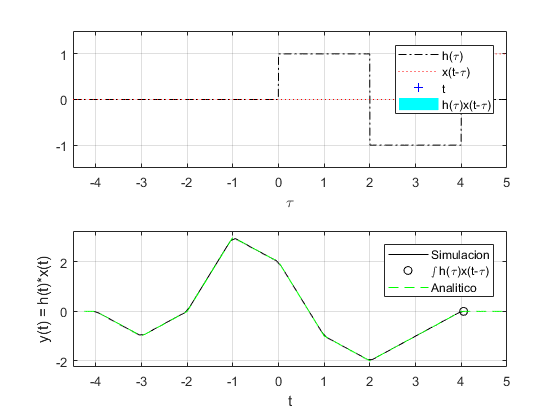 1
0
-1
h(τ)
x(t-τ)
t
h(τ)x(t-τ)
-4 -3 -2 -1 0 1 2 3 4 5
τ
y(t) = h(t)*x(t)
2
0
-2
Simulacion
∫h(τ)x(t-τ)
Analitico
-4 -3 -2 -1 0 1 2 3 4 5
t